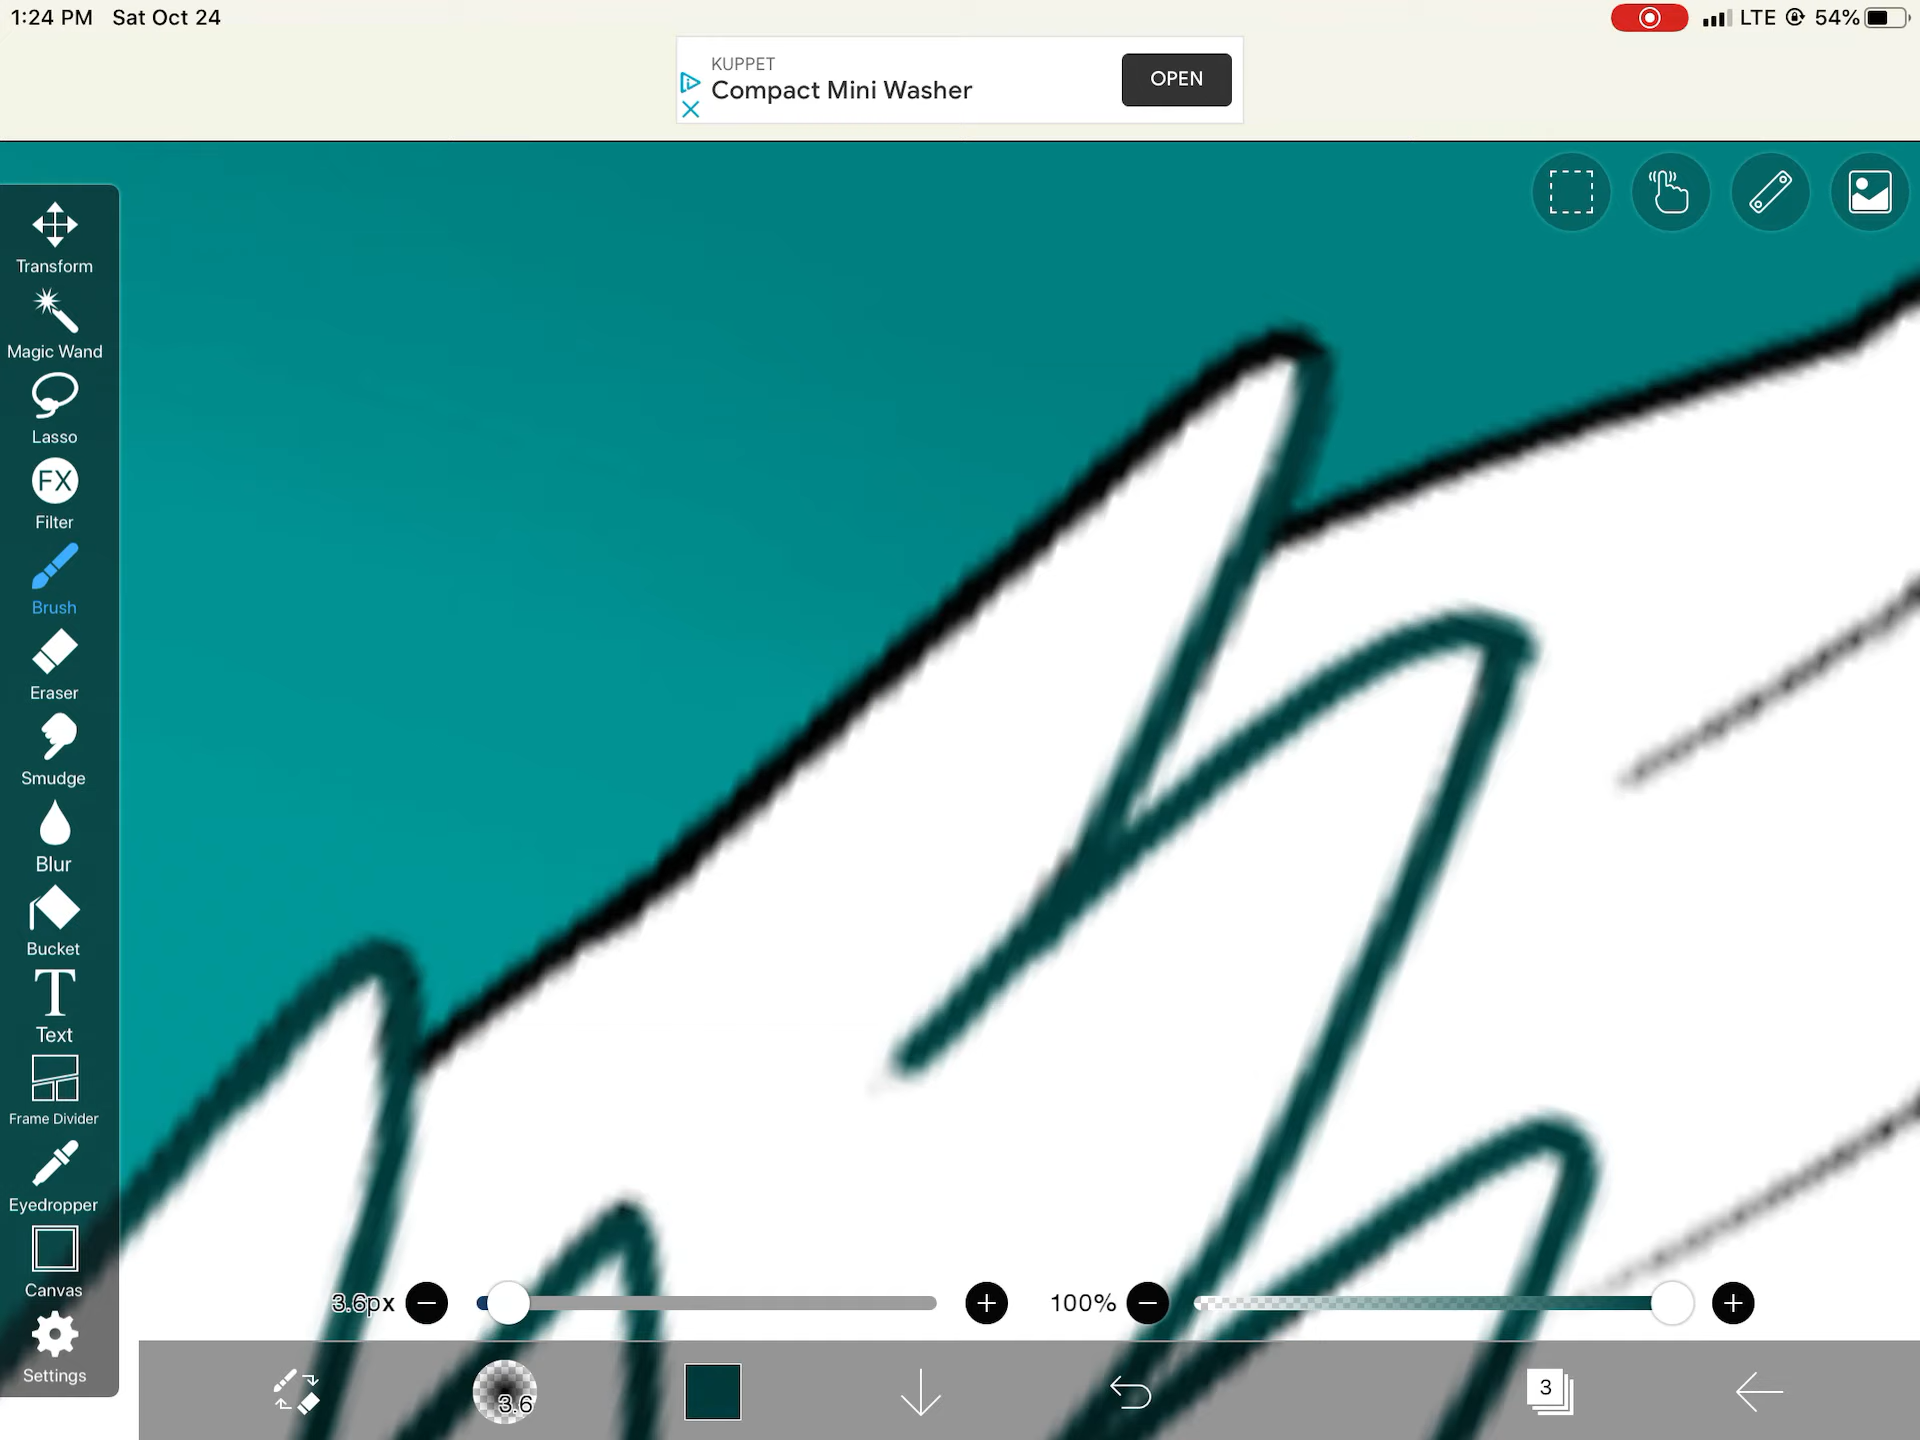 1:24 PM Sat Oct 24
LTE 54%
KUPPET
Compact Mini Washer
OPEN
Transform
Magic Wand
Lasso
FX
Filter
Brush
Eraser
Smudge
Blur
Bucket
T
Text
Frame Divider
Eyedropper
Canvas
Settings
3.6px
100%
3.6
3